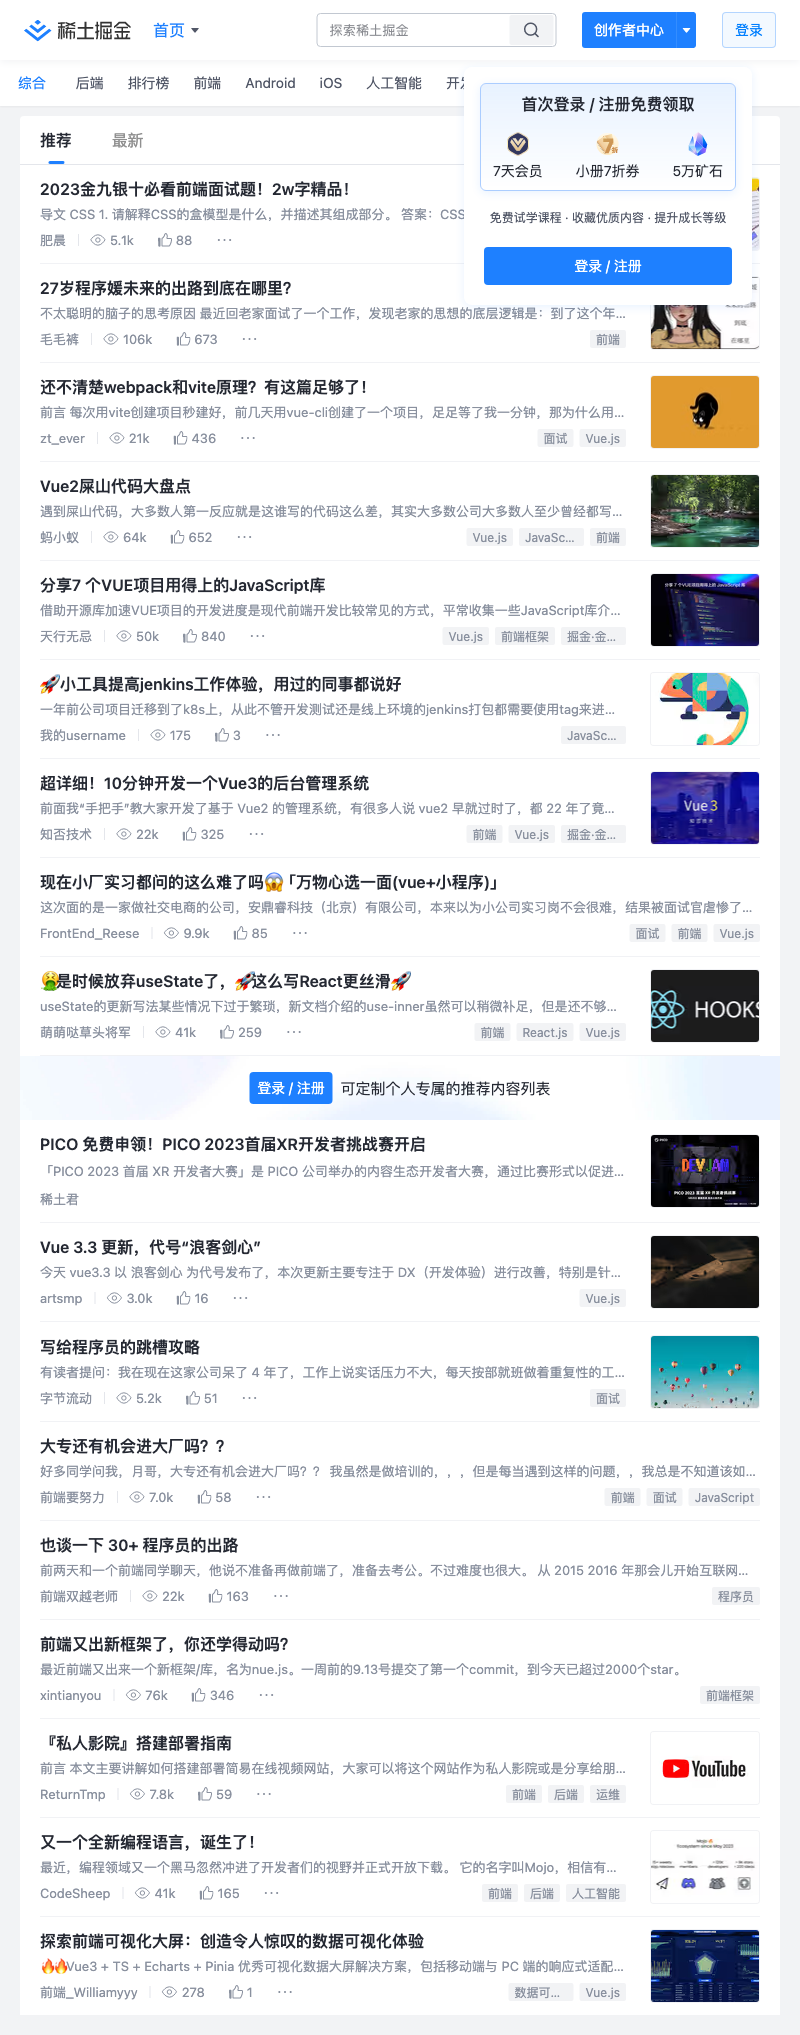 稀土掘金
首页
探索稀土掘金
创作者中心
登录
综合
后端
排行榜
前端
Android
iOS
人工智能
首次登录 / 注册免费领取
7天会员
小册7折券
5万矿石
免费试学课程 · 收藏优质内容 · 提升成长等级
登录 / 注册
推荐
最新
2023金九银十必看前端面试题！2w字精品！
导文 CSS 1. 请解释CSS的盒模型是什么，并描述其组成部分。 答案：CSS
肥晨
5.1k
88
27岁程序媛未来的出路到底在哪里?
不太聪明的脑子的思考原因 最近回老家面试了一个工作，发现老家的思想的底层逻辑是：到了这个年...
毛毛裤
106k
673
前端
还不清楚webpack和vite原理？有这篇足够了！
前言 每次用vite创建项目秒建好，前几天用vue-cli创建了一个项目，足足等了我一分钟，那为什么用...
zt_ever
21k
436
面试
Vue.js
Vue2屎山代码大盘点
遇到屎山代码，大多数人第一反应就是这谁写的代码这么差，其实大多数公司大多数人至少曾经都写...
蚂小蚁
64k
652
Vue.js
JavaSc...
前端
分享7 个VUE项目用得上的JavaScript库
借助开源库加速VUE项目的开发进度是现代前端开发比较常见的方式，平常收集一些JavaScript库介...
天行无忌
50k
840
Vue.js
前端框架
掘金·金...
🚀小工具提高jenkins工作体验，用过的同事都说好
一年前公司项目迁移到了k8s上，从此不管开发测试还是线上环境的jenkins打包都需要使用tag来进...
我的username
175
3
JavaSc...
超详细！10分钟开发一个Vue3的后台管理系统
前面我“手把手”教大家开发了基于 Vue2 的管理系统，有很多人说 vue2 早就过时了，都 22 年了竟...
知否技术
22k
325
前端
Vue.js
掘金·金...
Vue3
知否技术
现在小厂实习都问的这么难了吗😱「万物心选一面(vue+小程序)」
这次面的是一家做社交电商的公司，安鼎睿科技（北京）有限公司，本来以为小公司实习岗不会很难，结果被面试官虐惨了...
FrontEnd_Reese
9.9k
85
面试
前端
Vue.js
🤮是时候放弃useState了，🚀这么写React更丝滑🚀
useState的更新写法某些情况下过于繁琐，新文档介绍的use-inner虽然可以稍微补足，但是还不够...
萌萌哒草头将军
41k
259
前端
React.js
Vue.js
HOOKS
登录 / 注册
可定制个人专属的推荐内容列表
PICO 免费申领！PICO 2023首届XR开发者挑战赛开启
「PICO 2023 首届 XR 开发者大赛」是 PICO 公司举办的内容生态开发者大赛，通过比赛形式以促进...
稀土君
DEVJAM
PICO 2023 首届 XR 开发者挑战赛
Vue 3.3 更新，代号“浪客剑心”
今天 vue3.3 以 浪客剑心 为代号发布了，本次更新主要专注于 DX（开发体验）进行改善，特别是针...
artsmp
3.0k
16
Vue.js
写给程序员的跳槽攻略
有读者提问：我在现在这家公司呆了 4 年了，工作上说实话压力不大，每天按部就班做着重复性的工...
字节流动
5.2k
51
面试
大专还有机会进大厂吗？？
好多同学问我，月哥，大专还有机会进大厂吗？？ 我虽然是做培训的，，，但是每当遇到这样的问题，，我总是不知道该如...
前端要努力
7.0k
58
前端
面试
JavaScript
也谈一下 30+ 程序员的出路
前两天和一个前端同学聊天，他说不准备再做前端了，准备去考公。不过难度也很大。 从 2015 2016 年那会儿开始互联网...
前端双越老师
22k
163
程序员
前端又出新框架了，你还学得动吗?
最近前端又出来一个新框架/库，名为nue.js。一周前的9.13号提交了第一个commit，到今天已超过2000个star。
xintianyou
76k
346
前端框架
『私人影院』搭建部署指南
前言 本文主要讲解如何搭建部署简易在线视频网站，大家可以将这个网站作为私人影院或是分享给朋...
ReturnTmp
7.8k
59
前端
后端
运维
YouTube
又一个全新编程语言，诞生了！
最近，编程领域又一个黑马忽然冲进了开发者们的视野并正式开放下载。 它的名字叫Mojo，相信有...
CodeSheep
41k
165
前端
后端
人工智能
探索前端可视化大屏：创造令人惊叹的数据可视化体验
🔥🔥Vue3 + TS + Echarts + Pinia 优秀可视化数据大屏解决方案，包括移动端与 PC 端的响应式适配...
前端_Williamyyy
278
1
数据可...
Vue.js